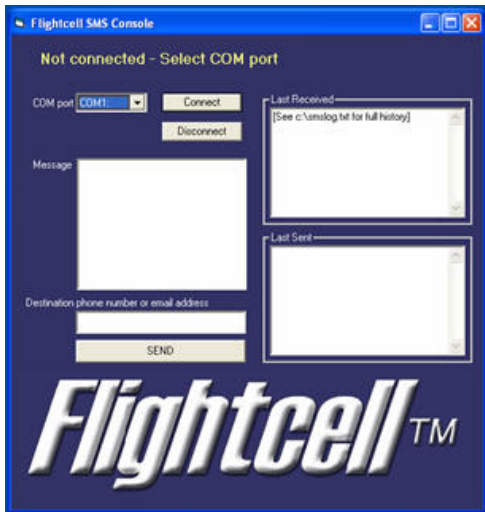 Flightcell SMS Console
Not connected - Select COM port
COM port COM1: Connect
Disconnect
Last Received
[See c:\smslog.txt for full history]
Message
Last Sent
Destination phone number or email address
SEND
Flightcell TM